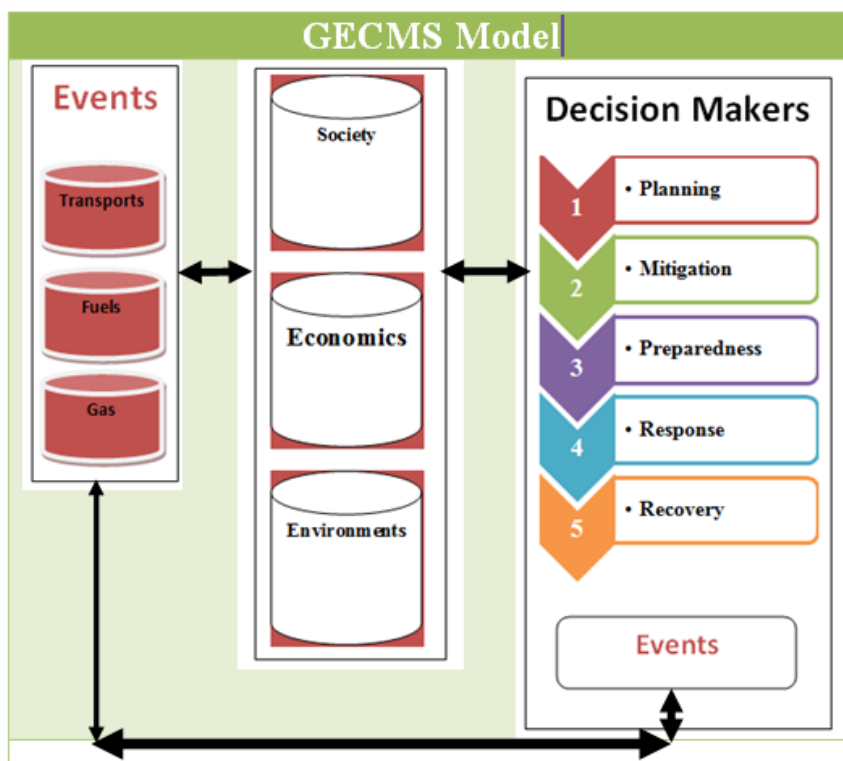 GECMS Model
Events
Transports
Fuels
Gas
Society
Economics
Environments
Decision Makers
1
• Planning
2
• Mitigation
3
• Preparedness
4
• Response
5
• Recovery
Events